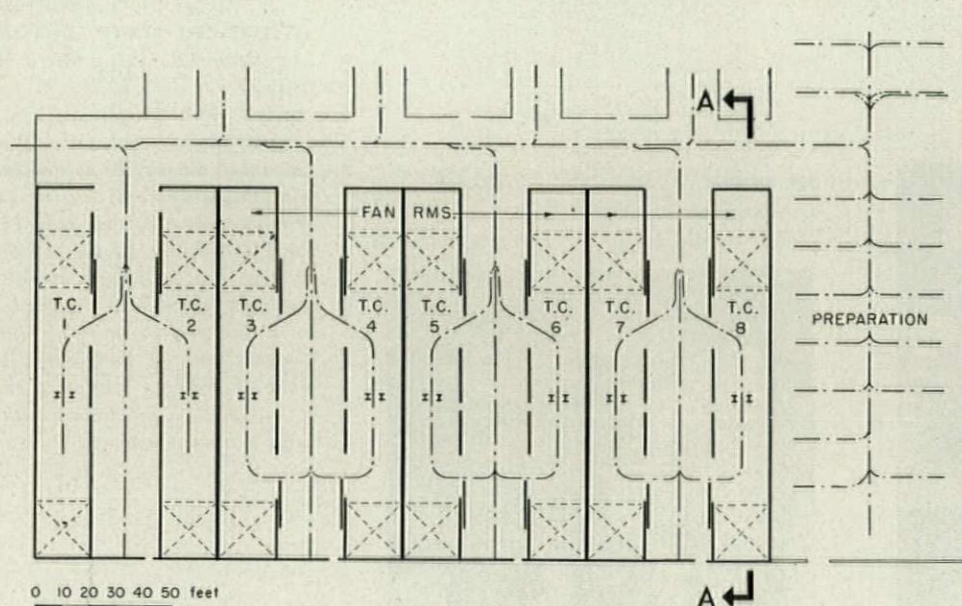 A
FAN RMS.
T.C.
1
T.C.
2
T.C.
3
T.C.
4
T.C.
5
T.C.
6
T.C.
7
T.C.
8
PREPARATION
0 10 20 30 40 50 feet
A